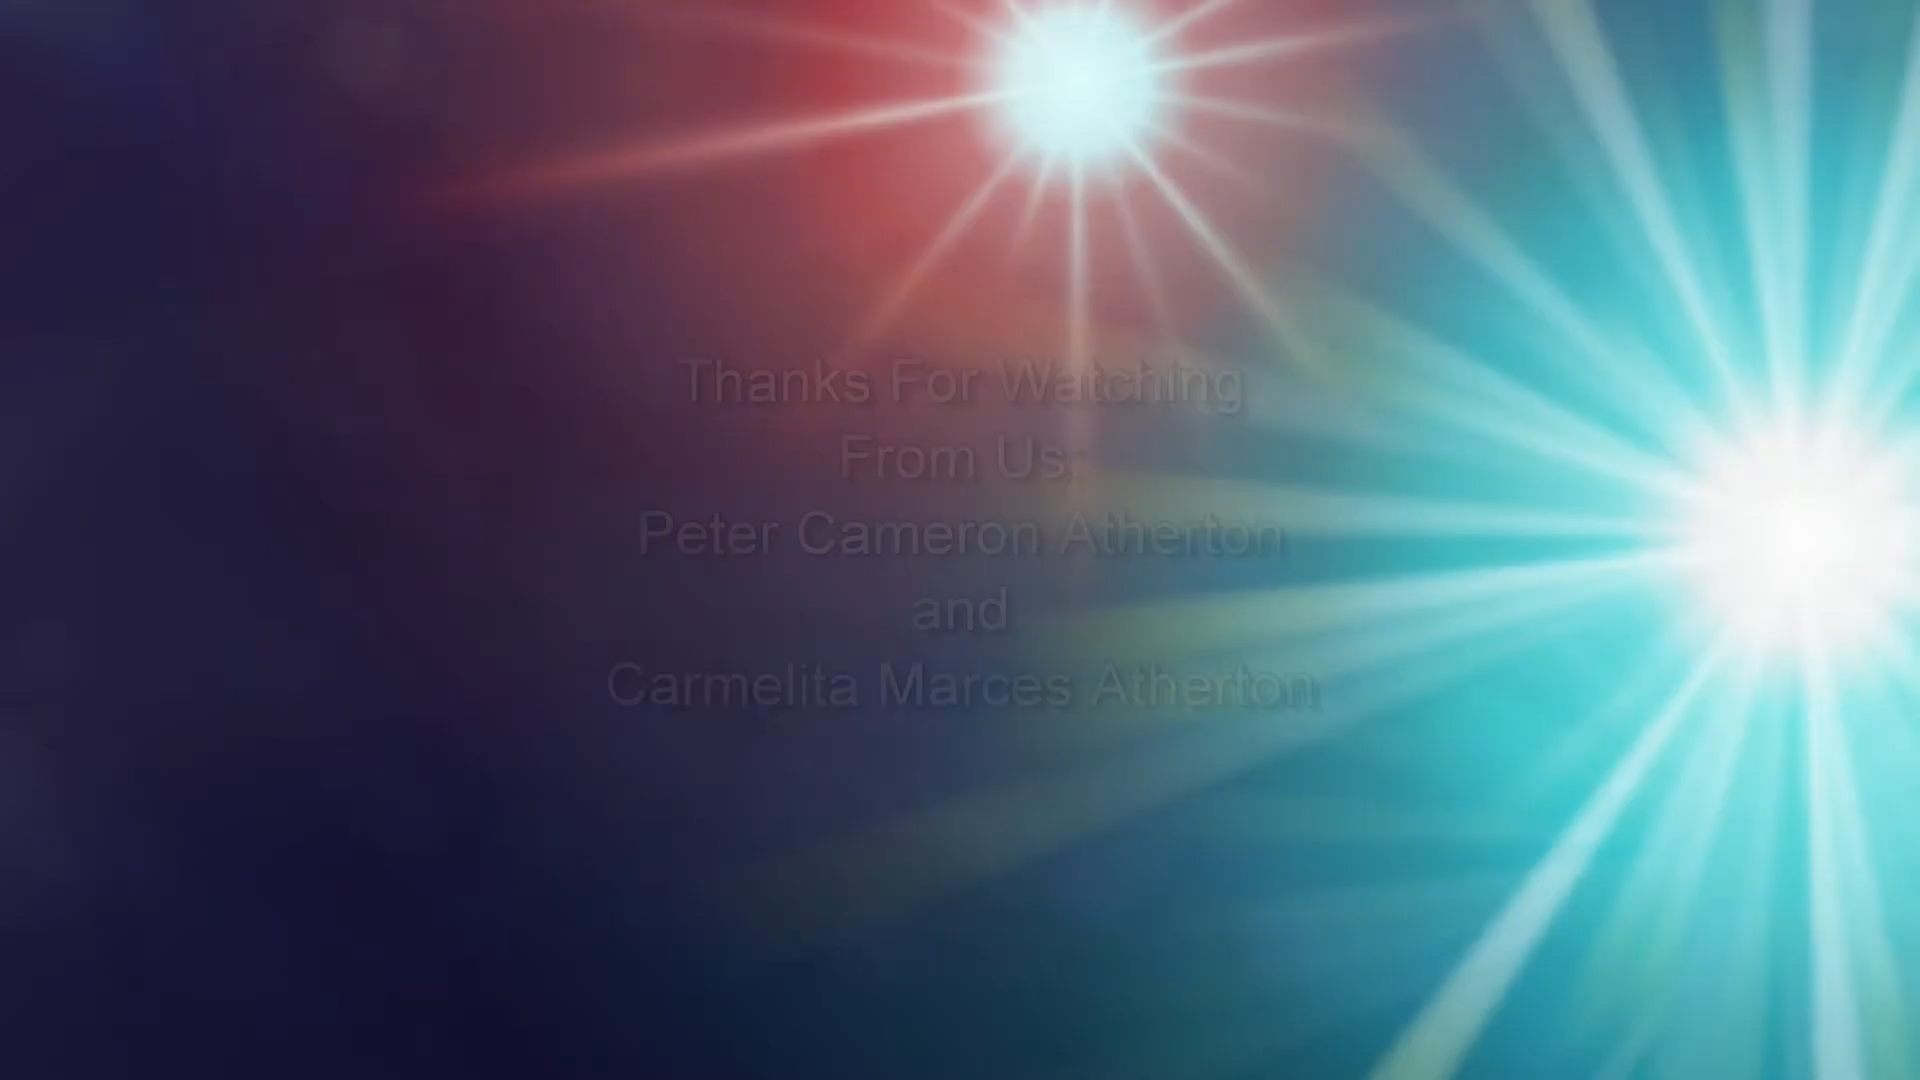 Thanks For Watching
From Us:
Peter Cameron Atherton
and
Carmelita Marces Atherton